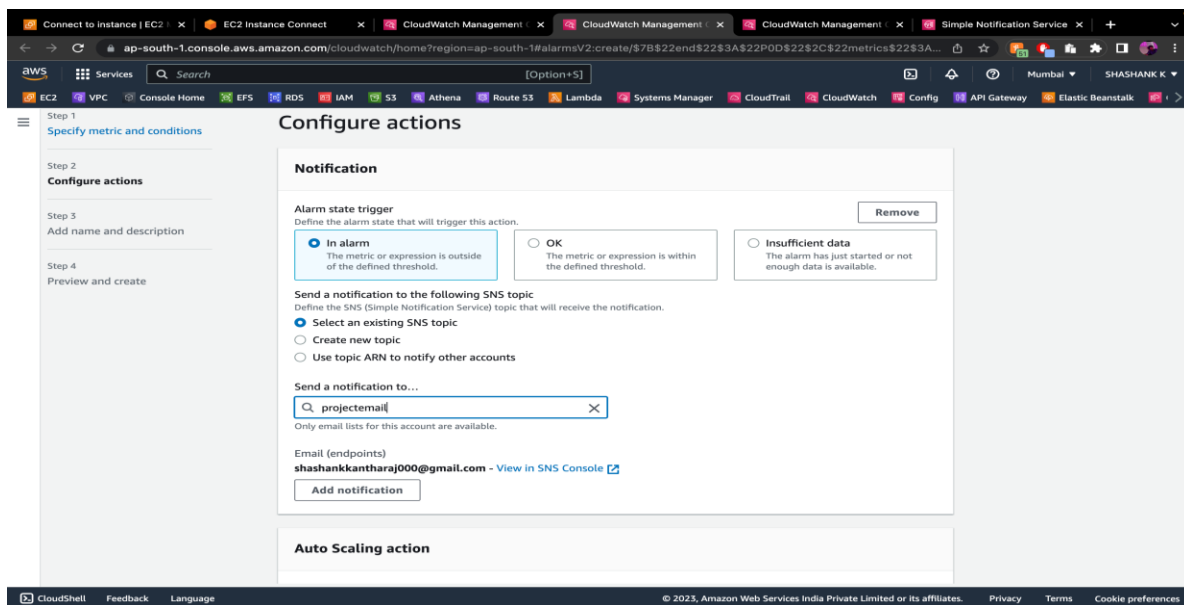 Connect to instance | EC2
EC2 Instance Connect
CloudWatch Management
CloudWatch Management
CloudWatch Management
Simple Notification Service
ap-south-1.console.aws.amazon.com/cloudwatch/home?region=ap-south-1#alarmsV2:create/$7B$22end$22$3A$22P0D$22$2C$22metrics$22$3A...
aws Services Search [Option+S] Mumbai SHASHANK K
EC2 VPC Console Home EFS RDS IAM S3 Athena Route 53 Lambda Systems Manager CloudTrail CloudWatch Config API Gateway Elastic Beanstalk
Step 1
Specify metric and conditions
Step 2
Configure actions
Step 3
Add name and description
Step 4
Preview and create
Configure actions
Notification
Alarm state trigger
Define the alarm state that will trigger this action.
Remove
In alarm
The metric or expression is outside
of the defined threshold.
OK
The metric or expression is within
the defined threshold.
Insufficient data
The alarm has just started or not
enough data is available.
Send a notification to the following SNS topic
Define the SNS (Simple Notification Service) topic that will receive the notification.
Select an existing SNS topic
Create new topic
Use topic ARN to notify other accounts
Send a notification to…
projectemail
Only email lists for this account are available.
Email (endpoints)
shashankkantharaj000@gmail.com - View in SNS Console
Add notification
Auto Scaling action
CloudShell Feedback Language © 2023, Amazon Web Services India Private Limited or its affiliates. Privacy Terms Cookie preferences